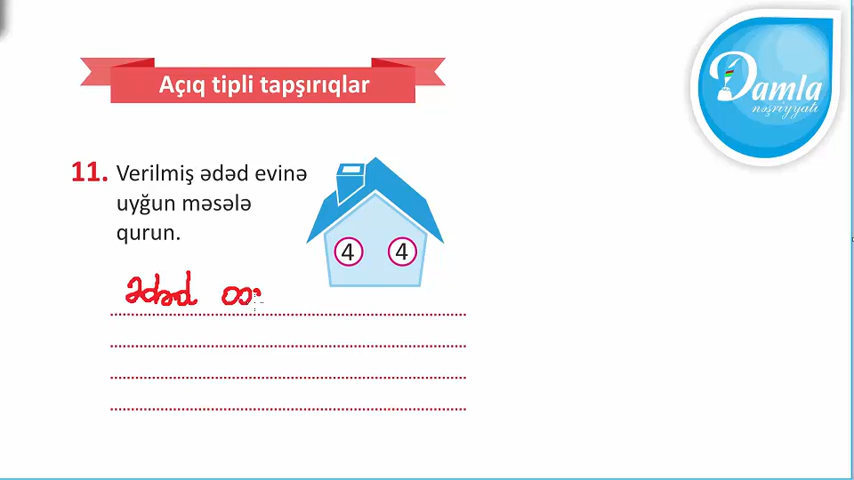 Açıq tipli tapşırıqlar
Damla
nəşriyyatı
11. Verilmiş ədəd evinə
uyğun məsələ
qurun.
4 4
ədəd